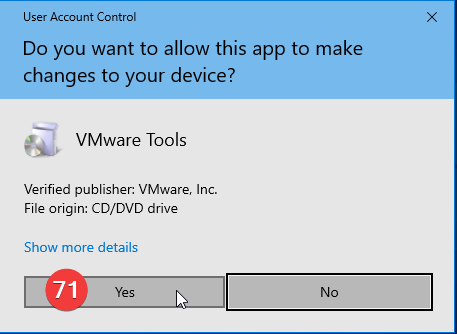 User Account Control
Do you want to allow this app to make
changes to your device?
VMware Tools
Verified publisher: VMware, Inc.
File origin: CD/DVD drive
Show more details
71 Yes No